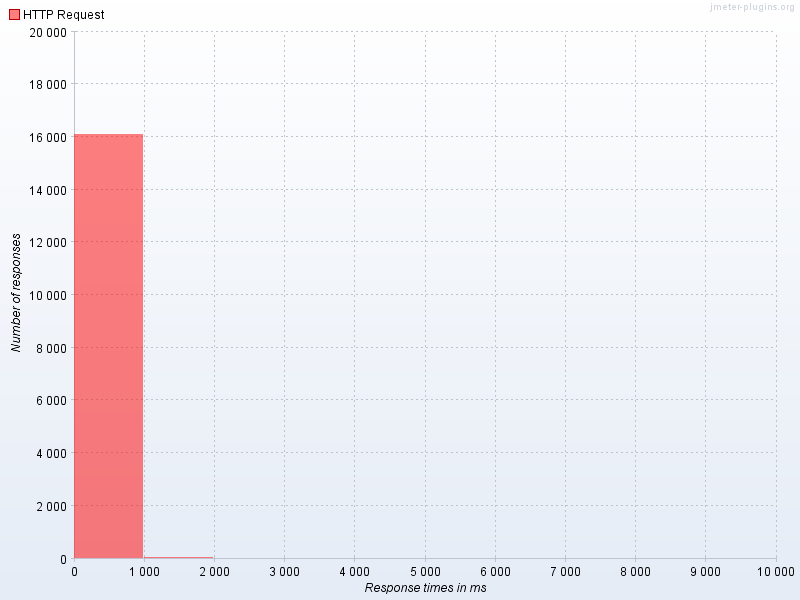 jmeter-plugins.org
HTTP Request
20 000
18 000
16 000
14 000
12 000
10 000
8 000
6 000
4 000
2 000
0
Number of responses
0 1 000 2 000 3 000 4 000 5 000 6 000 7 000 8 000 9 000 10 000
Response times in ms